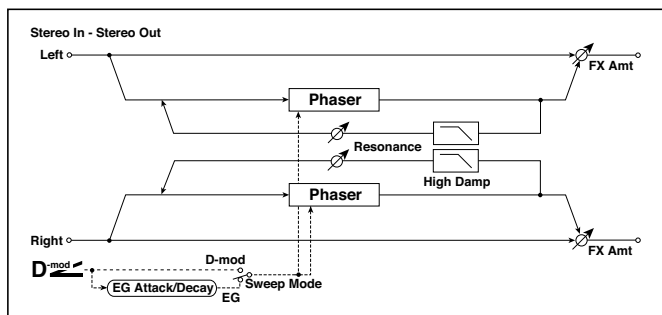 Stereo In - Stereo Out
Left
FX Amt
Phaser
Resonance
High Damp
Phaser
Right
FX Amt
D-mod
D-mod
EG Attack/Decay
EG
Sweep Mode